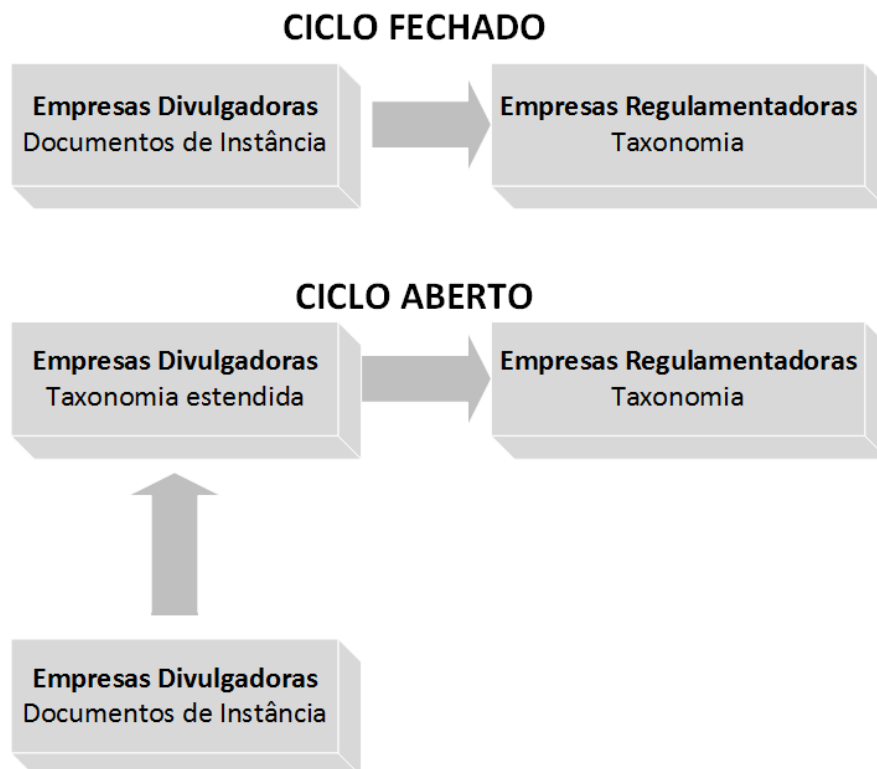 CICLO FECHADO
Empresas Divulgadoras
Documentos de Instância
Empresas Regulamentadoras
Taxonomia
CICLO ABERTO
Empresas Divulgadoras
Taxonomia estendida
Empresas Regulamentadoras
Taxonomia
Empresas Divulgadoras
Documentos de Instância